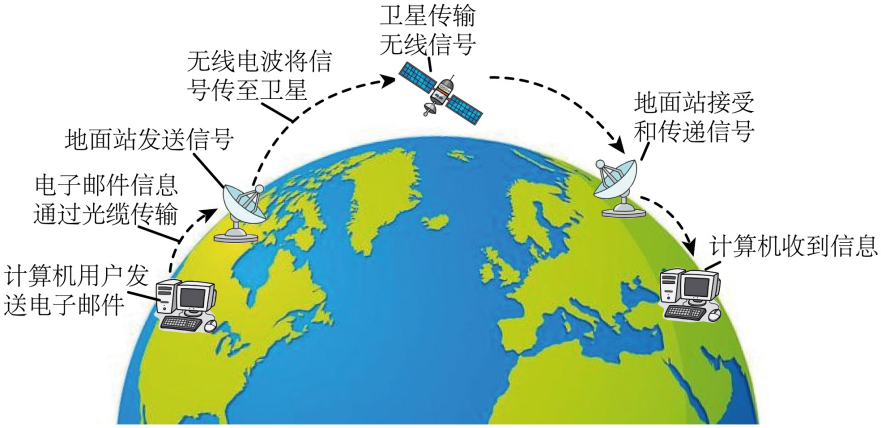 卫星传输
无线信号
无线电波将信
号传至卫星
地面站接受
和传递信号
地面站发送信号
电子邮件信息
通过光缆传输
计算机收到信息
计算机用户发
送电子邮件